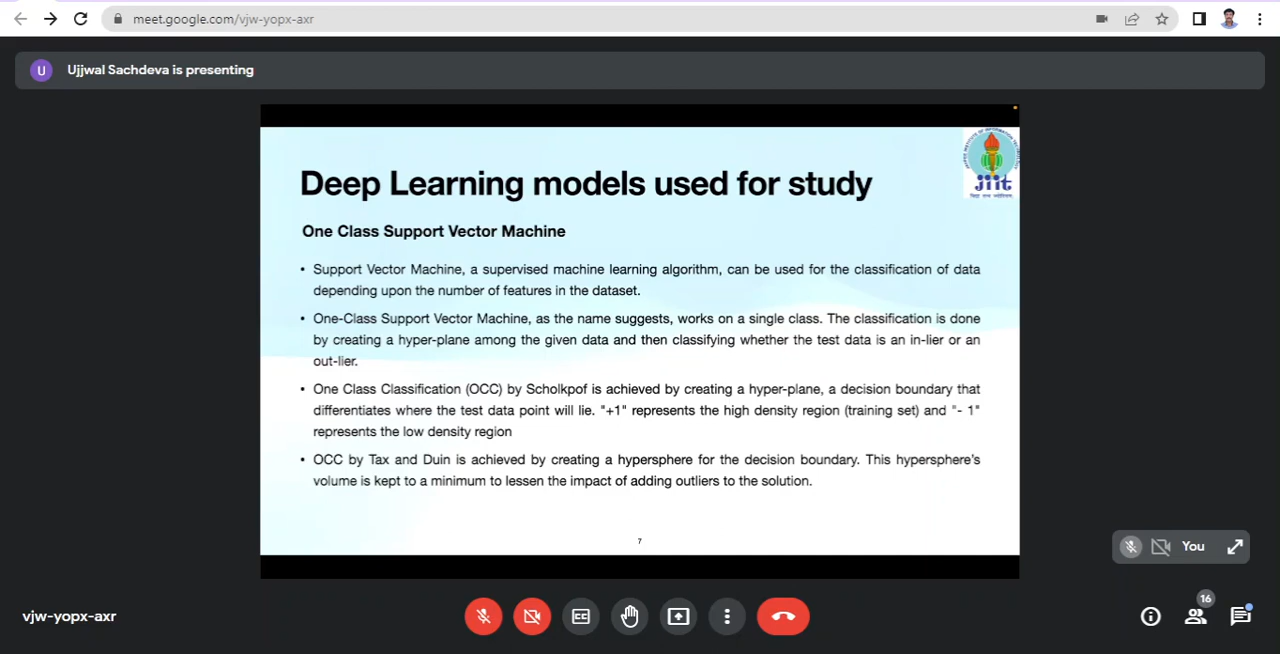 meet.google.com/vjw-yopx-axr
U Ujjwal Sachdeva is presenting
jiit
Deep Learning models used for study
One Class Support Vector Machine
• Support Vector Machine, a supervised machine learning algorithm, can be used for the classification of data
depending upon the number of features in the dataset.
• One-Class Support Vector Machine, as the name suggests, works on a single class. The classification is done
by creating a hyper-plane among the given data and then classifying whether the test data is an in-lier or an
out-lier.
• One Class Classification (OCC) by Scholkpof is achieved by creating a hyper-plane, a decision boundary that
differentiates where the test data point will lie. "+1" represents the high density region (training set) and "- 1"
represents the low density region
• OCC by Tax and Duin is achieved by creating a hypersphere for the decision boundary. This hypersphere's
volume is kept to a minimum to lessen the impact of adding outliers to the solution.
7
You
vjw-yopx-axr
16